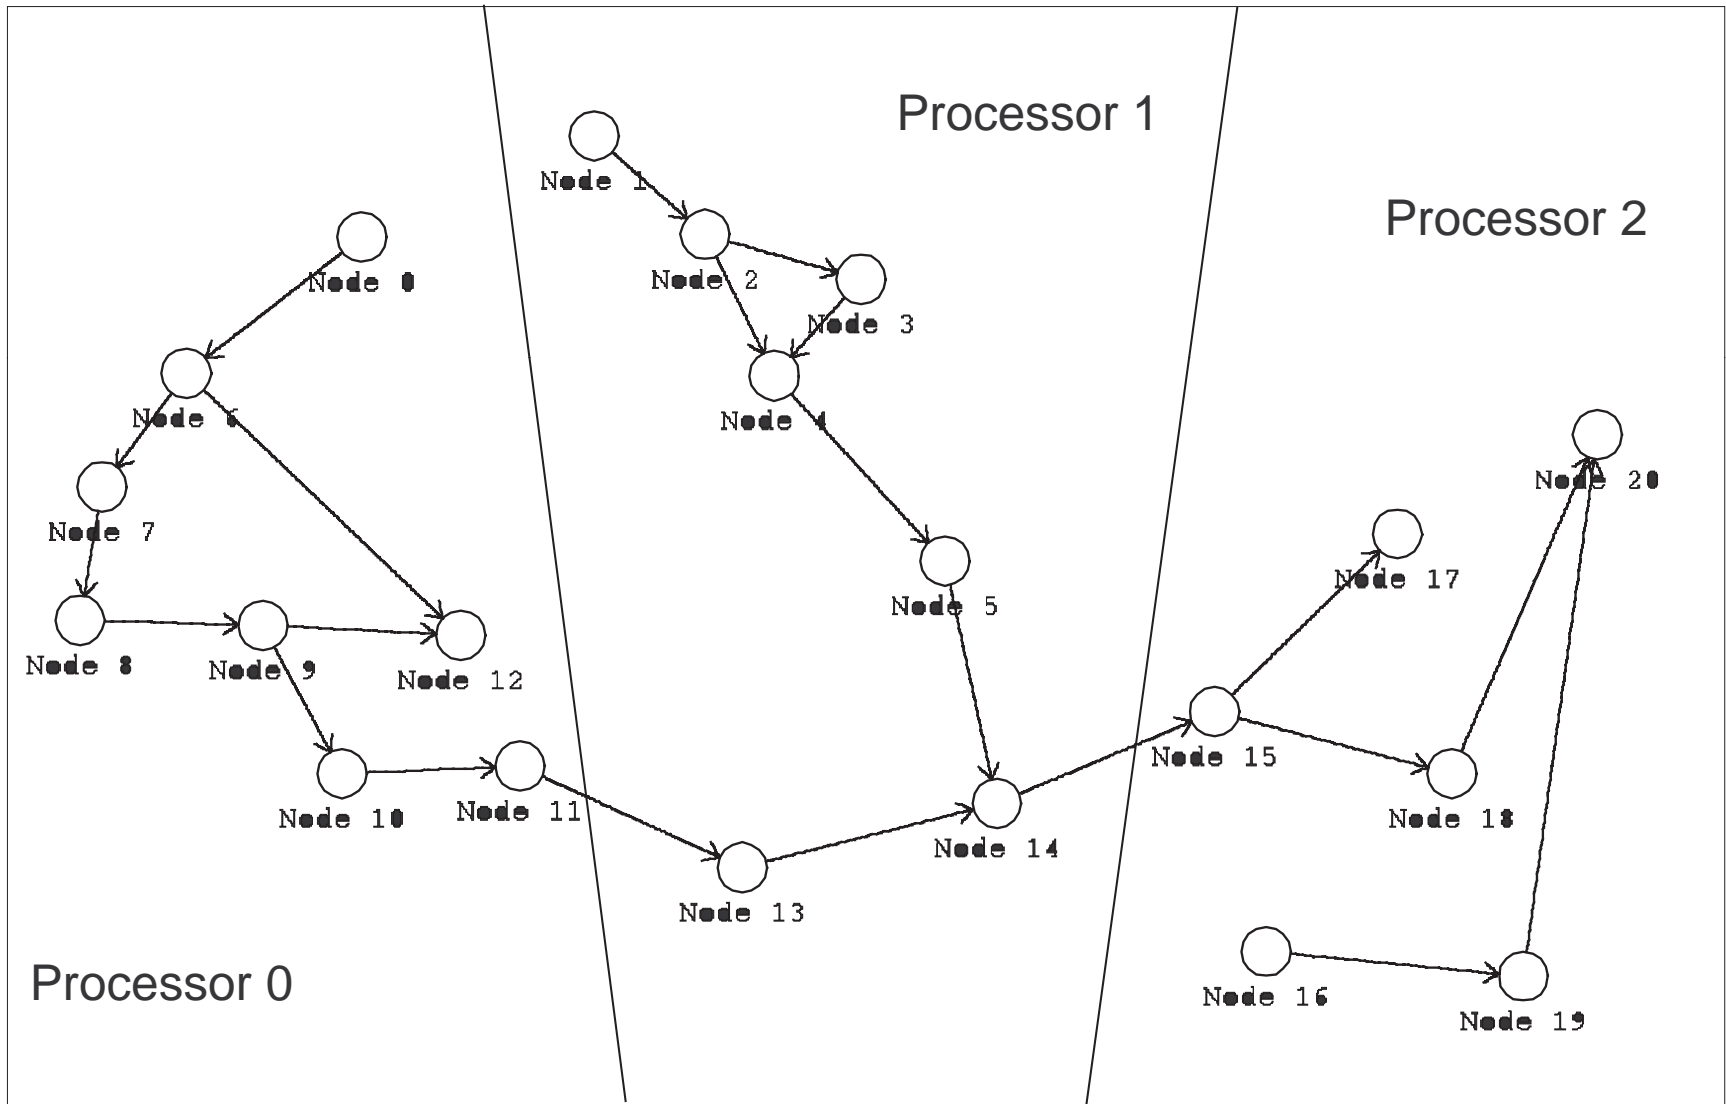 Processor 1
Node 1
Processor 2
Node 0
Node 2
Node 3
Node 6
Node 4
Node 20
Node 7
Node 17
Node 5
Node 8
Node 9
Node 12
Node 15
Node 10
Node 11
Node 18
Node 14
Node 13
Processor 0
Node 16
Node 19